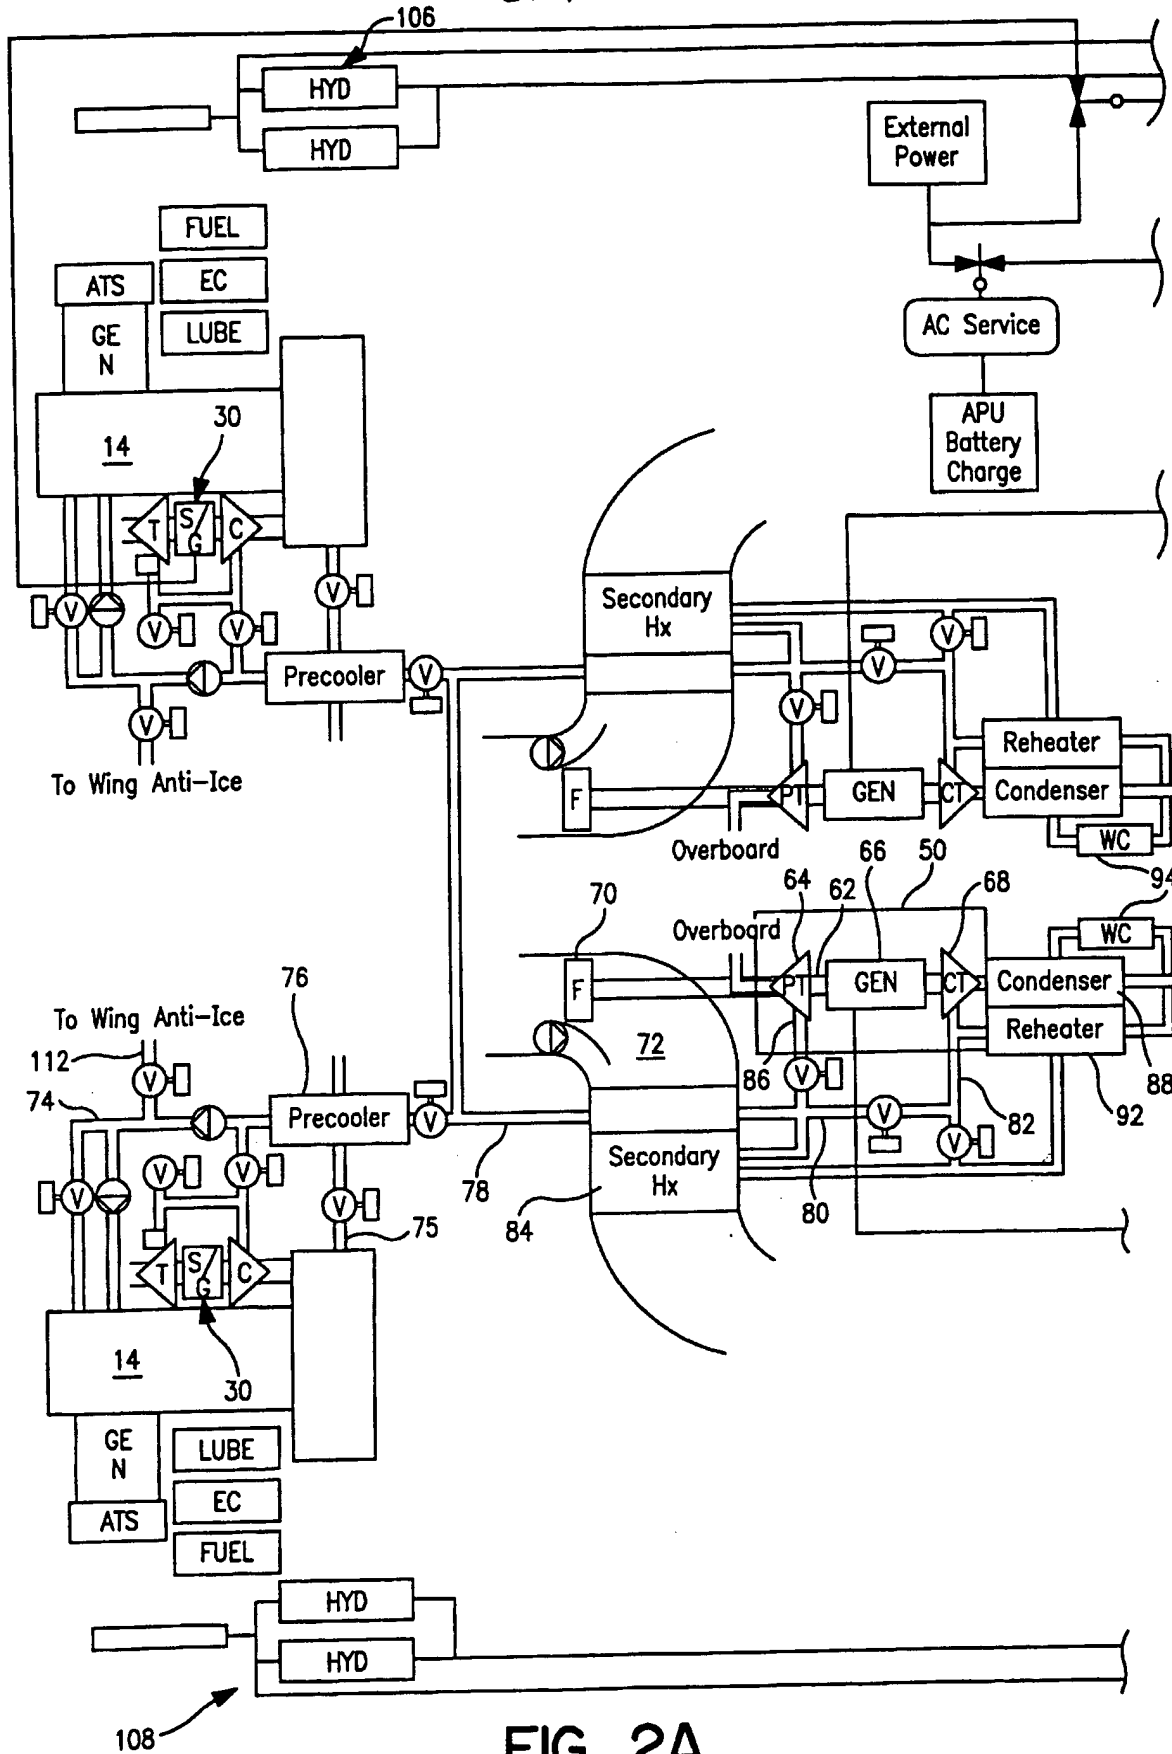 106
HYD
HYD
External
Power
FUEL
ATS
EC
GE
N
LUBE
AC Service
APU
Battery
Charge
14
30
T
S/G
C
V
V
V
V
Precooler
V
V
To Wing Anti-Ice
Secondary
Hx
V
V
V
Reheater
F
PT
GEN
CT
Condenser
WC
Overboard
94
66
50
64
62
68
70
Overboard
WC
F
PT
GEN
CT
Condenser
Reheater
76
To Wing Anti-Ice
112
74
72
86
88
92
82
V
V
V
V
Precooler
V
V
V
V
V
Secondary
Hx
78
84
80
75
T
S/G
C
14
30
GE
N
LUBE
EC
ATS
FUEL
HYD
HYD
108
FIG. 2A